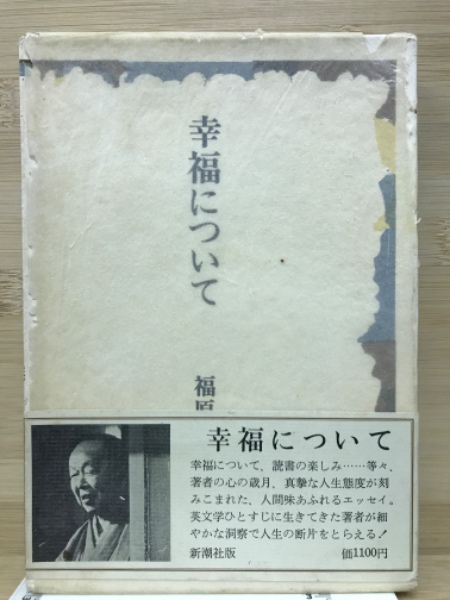 幸福について
福原
幸福について
幸福について、読書の楽しみ……等々、
著者の心の歳月、真摯な人生態度が刻
みこまれた、人間味あふれるエッセイ。
英文学ひとすじに生きてきた著者が細
やかな洞察で人生の断片をとらえる!
新潮社版 価1100円